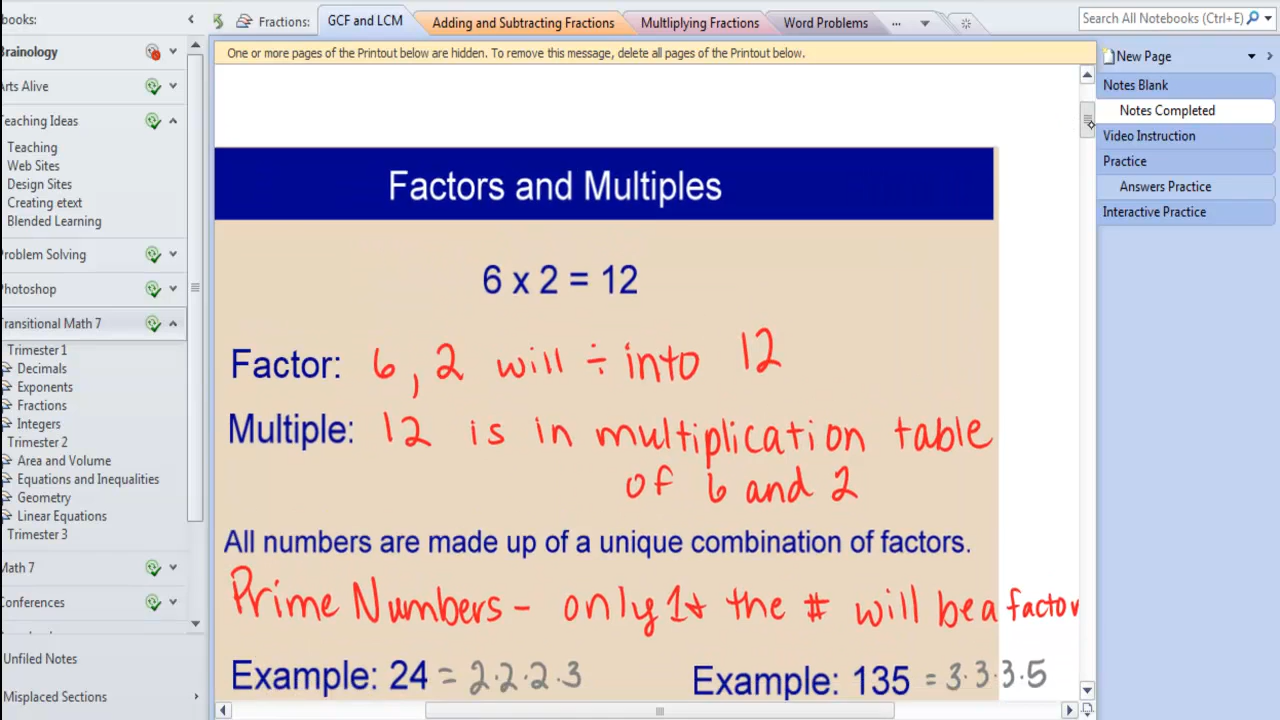 books:
Fractions:
GCF and LCM
Adding and Subtracting Fractions
Mulltiplying Fractions
Word Problems
...
Search All Notebooks (Ctrl+E)
Brainology
Arts Alive
Teaching Ideas
Teaching
Web Sites
Design Sites
Creating etext
Blended Learning
Problem Solving
Photoshop
Transitional Math 7
Trimester 1
Decimals
Exponents
Fractions
Integers
Trimester 2
Area and Volume
Equations and Inequalities
Geometry
Linear Equations
Trimester 3
Math 7
Conferences
Unfiled Notes
Misplaced Sections
One or more pages of the Printout below are hidden. To remove this message, delete all pages of the Printout below.
Factors and Multiples
6 x 2 = 12
Factor: 6, 2 will ÷ into 12
Multiple: 12 is in multiplication table
of 6 and 2
All numbers are made up of a unique combination of factors.
Prime Numbers - only 1 & the # will be a factor
Example: 24 = 2·2·2·3
Example: 135 = 3·3·3·5
New Page
Notes Blank
Notes Completed
Video Instruction
Practice
Answers Practice
Interactive Practice